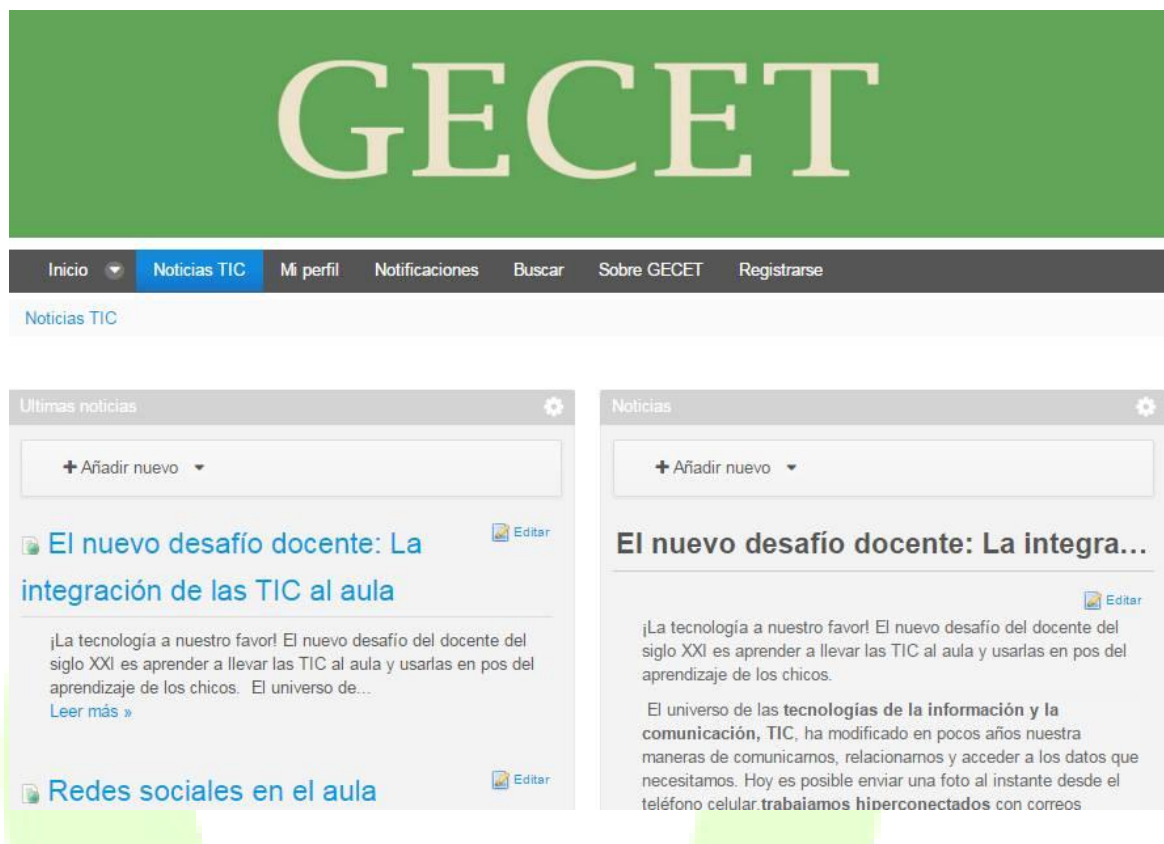 GECET
Inicio Noticias TIC Mi perfil Notificaciones Buscar Sobre GECET Registrarse
Noticias TIC
Ultimas noticias
+ Añadir nuevo
El nuevo desafío docente: La
integración de las TIC al aula
Editar
¡La tecnología a nuestro favor! El nuevo desafío del docente del
siglo XXI es aprender a llevar las TIC al aula y usarlas en pos del
aprendizaje de los chicos. El universo de...
Leer más »
Redes sociales en el aula
Editar
Noticias
+ Añadir nuevo
El nuevo desafío docente: La integra...
Editar
¡La tecnología a nuestro favor! El nuevo desafío del docente del
siglo XXI es aprender a llevar las TIC al aula y usarlas en pos del
aprendizaje de los chicos.
El universo de las tecnologías de la información y la
comunicación, TIC, ha modificado en pocos años nuestra
maneras de comunicarnos, relacionarnos y acceder a los datos que
necesitamos. Hoy es posible enviar una foto al instante desde el
teléfono celular,trabajamos hiperconectados con correos